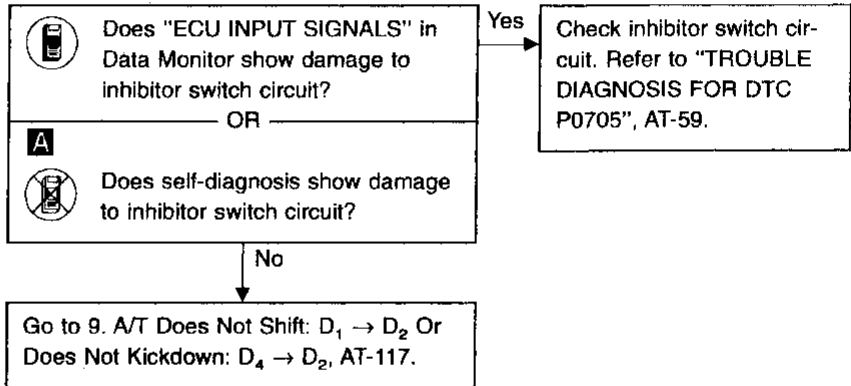 Does "ECU INPUT SIGNALS" in
Data Monitor show damage to
inhibitor switch circuit?
OR
A
Does self-diagnosis show damage
to inhibitor switch circuit?
Yes
Check inhibitor switch cir-
cuit. Refer to "TROUBLE
DIAGNOSIS FOR DTC
P0705", AT-59.
No
Go to 9. A/T Does Not Shift: D₁ → D₂ Or
Does Not Kickdown: D₄ → D₂, AT-117.